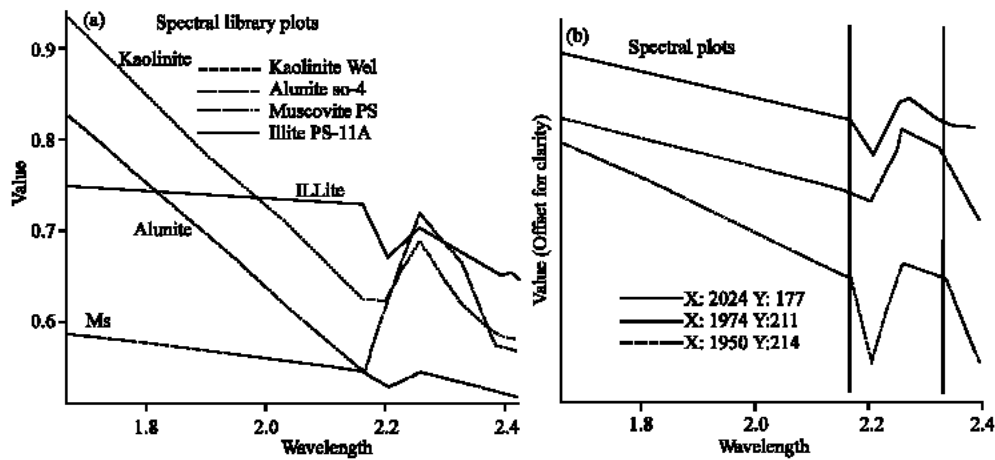 (a)
Spectral library plots
Kaolinite
Kaolinite Wel
Alunite so-4
Muscovite PS
Illite PS-11A
ILLite
Alunite
Ms
Value
0.9
0.8
0.7
0.6
1.8
2.0
2.2
2.4
Wavelength
(b)
Spectral plots
Value (Offset for clarity)
X: 2024 Y: 177
X: 1974 Y:211
X: 1950 Y:214
1.8
2.0
2.2
2.4
Wavelength